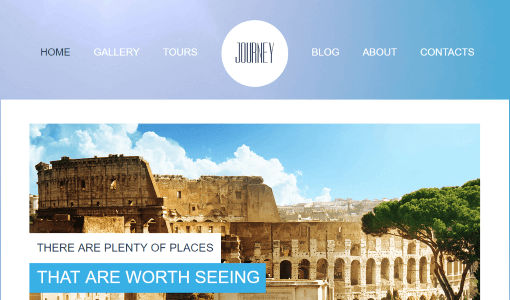 HOME GALLERY TOURS JOURNEY BLOG ABOUT CONTACTS
THERE ARE PLENTY OF PLACES
THAT ARE WORTH SEEING